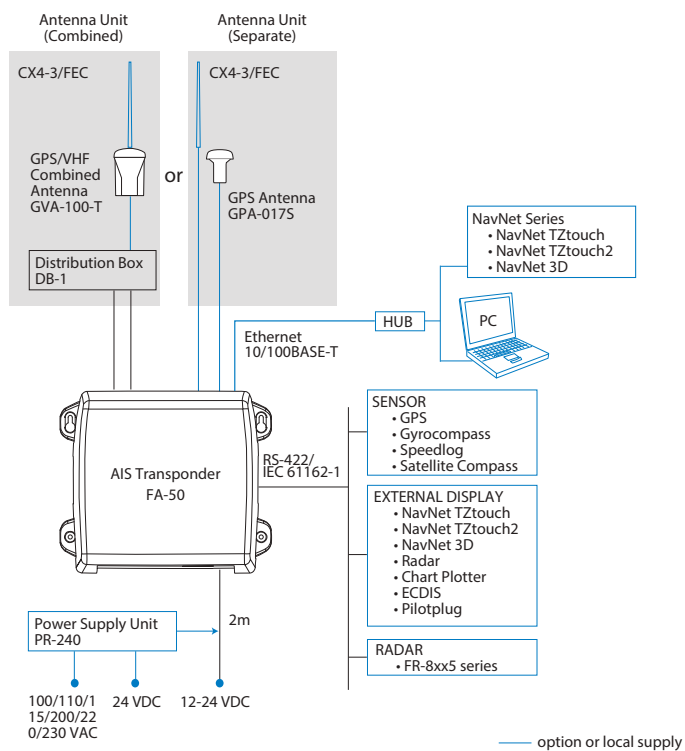 Antenna Unit
(Combined)
Antenna Unit
(Separate)
CX4-3/FEC
CX4-3/FEC
GPS/VHF
Combined
Antenna
GVA-100-T
or
GPS Antenna
GPA-017S
Distribution Box
DB-1
NavNet Series
• NavNet TZtouch
• NavNet TZtouch2
• NavNet 3D
Ethernet
10/100BASE-T
HUB
PC
AIS Transponder
FA-50
RS-422/
IEC 61162-1
SENSOR
• GPS
• Gyrocompass
• Speedlog
• Satellite Compass
EXTERNAL DISPLAY
• NavNet TZtouch
• NavNet TZtouch2
• NavNet 3D
• Radar
• Chart Plotter
• ECDIS
• Pilotplug
RADAR
• FR-8xx5 series
Power Supply Unit
PR-240
2m
100/110/1
15/200/22
0/230 VAC
24 VDC
12-24 VDC
option or local supply